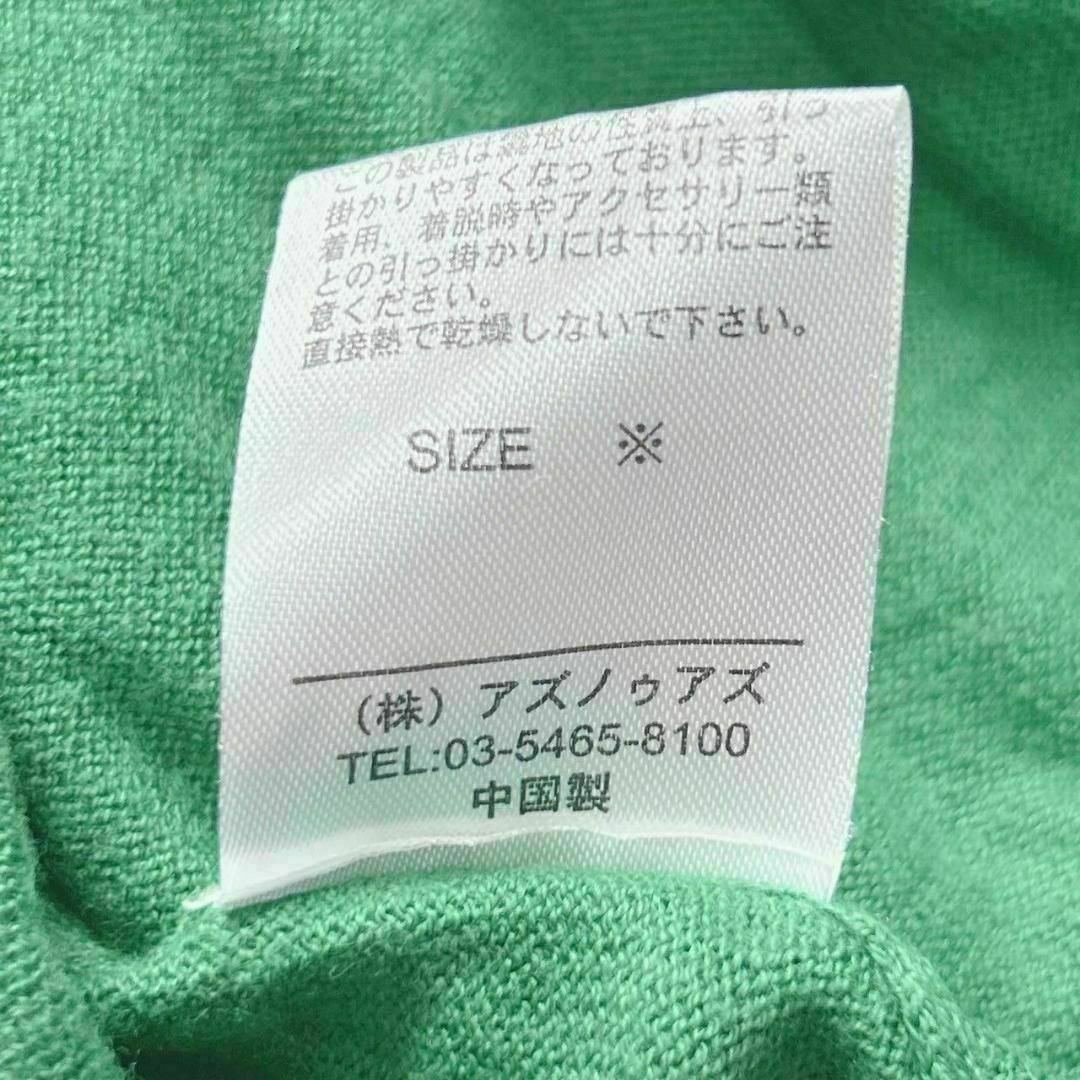 この製品は編地の性質上、引っ
掛かりやすくなっております。
着用、着脱時やアクセサリー類
との引っ掛かりには十分にご注
意ください。
直接熱で乾燥しないで下さい。
SIZE ※
(株) アズノゥアズ
TEL:03-5465-8100
中国製